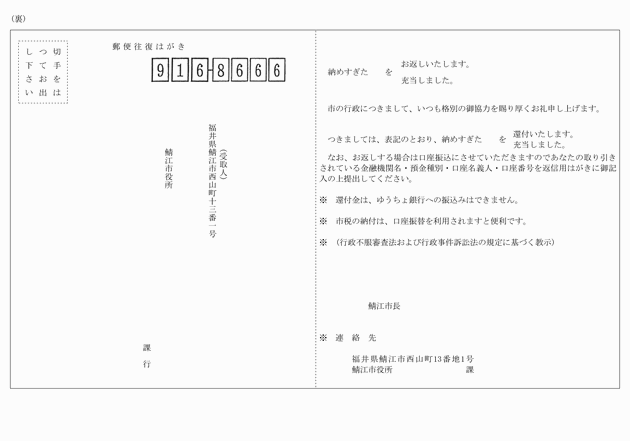 (裏)
切手
をは
つて
お出
しく
下さい
郵便往復はがき
916-8666
(受取人)
福井県鯖江市西山町十三番一号
鯖江市役所
課
行
納めすぎた　　を　お返しいたします。
充当しました。
市の行政につきまして、いつも格別の御協力を賜り厚くお礼申し上げます。
つきましては、表記のとおり、納めすぎた　　を　還付いたします。
充当しました。
なお、お返しする場合は口座振込にさせていただきますのであなたの取り引き
されている金融機関名・預金種別・口座名義人・口座番号を返信用はがきに御記
入の上提出してください。
※　還付金は、ゆうちょ銀行への振込みはできません。
※　市税の納付は、口座振替を利用されますと便利です。
※　(行政不服審査法および行政事件訴訟法の規定に基づく教示)
鯖江市長
※　連　絡　先
福井県鯖江市西山町13番地1号
鯖江市役所　　　　課